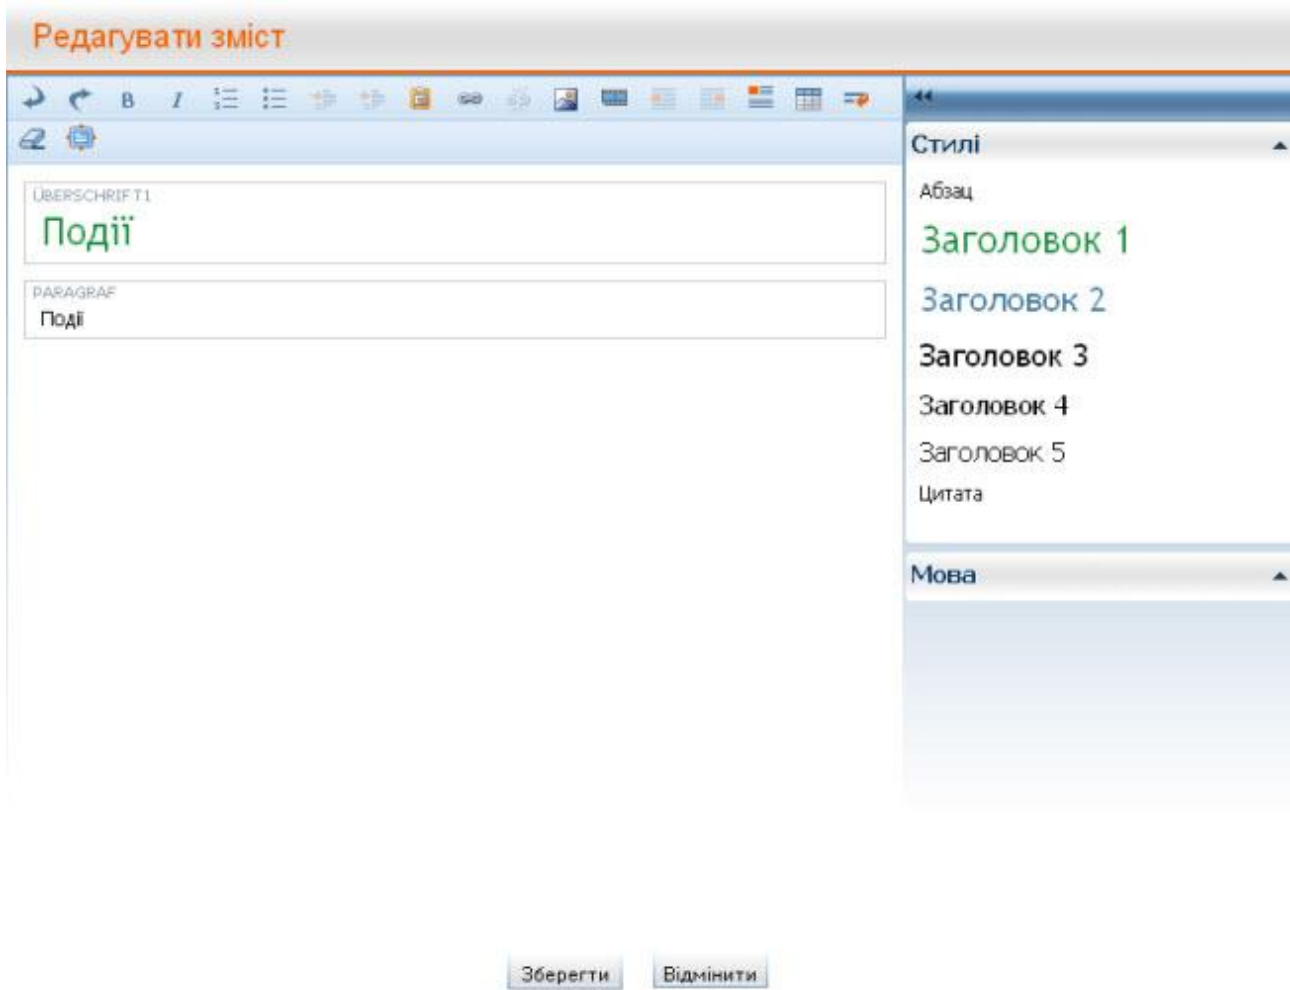 Редагувати зміст
B I
Стилі
ÜBERSCHRIFT1
Події
PARAGRAF
Події
Абзац
Заголовок 1
Заголовок 2
Заголовок 3
Заголовок 4
Заголовок 5
Цитата
Мова
Зберегти Відмінити